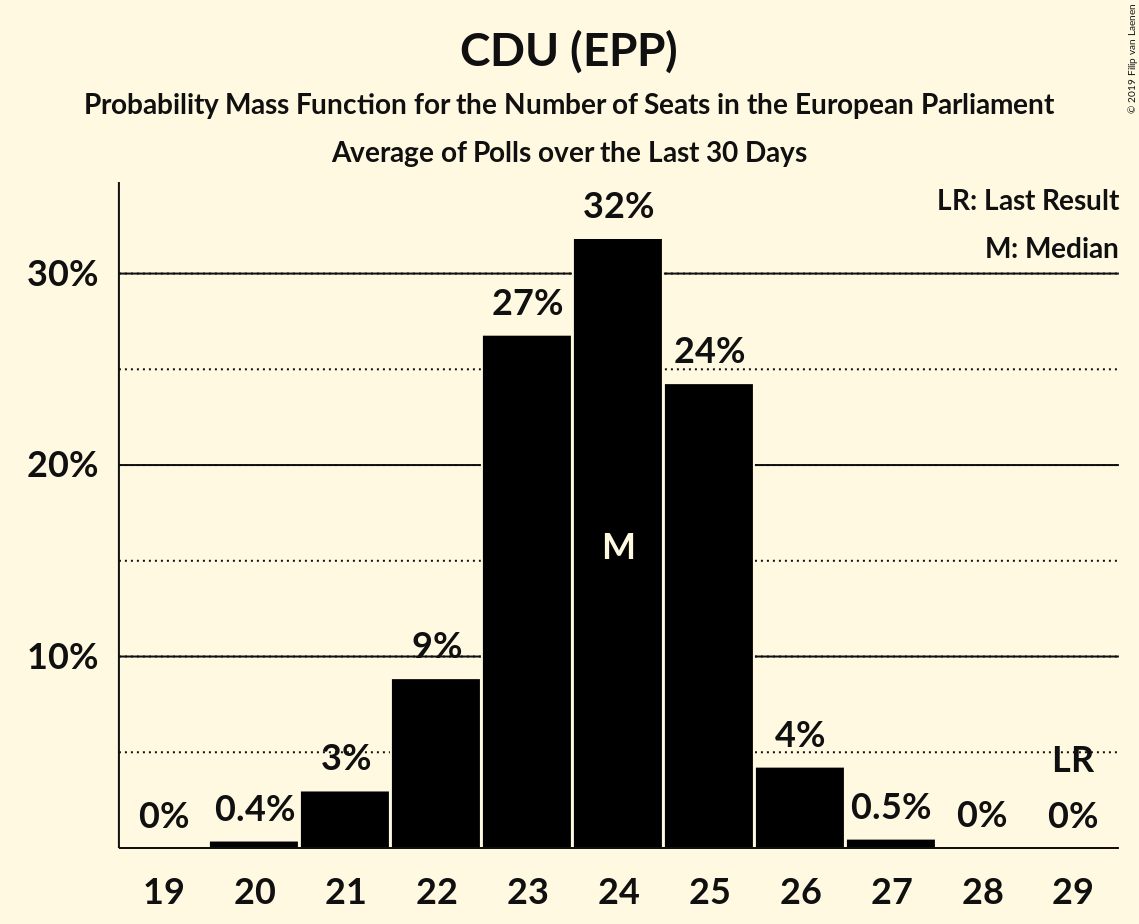 CDU (EPP)
Probability Mass Function for the Number of Seats in the European Parliament
Average of Polls over the Last 30 Days
© 2019 Filip van Laenen
LR: Last Result
M: Median
32%
30%
27%
24%
20%
M
10%
9%
3%
4%
LR
0%
0.4%
0.5%
0%
0%
19 20 21 22 23 24 25 26 27 28 29